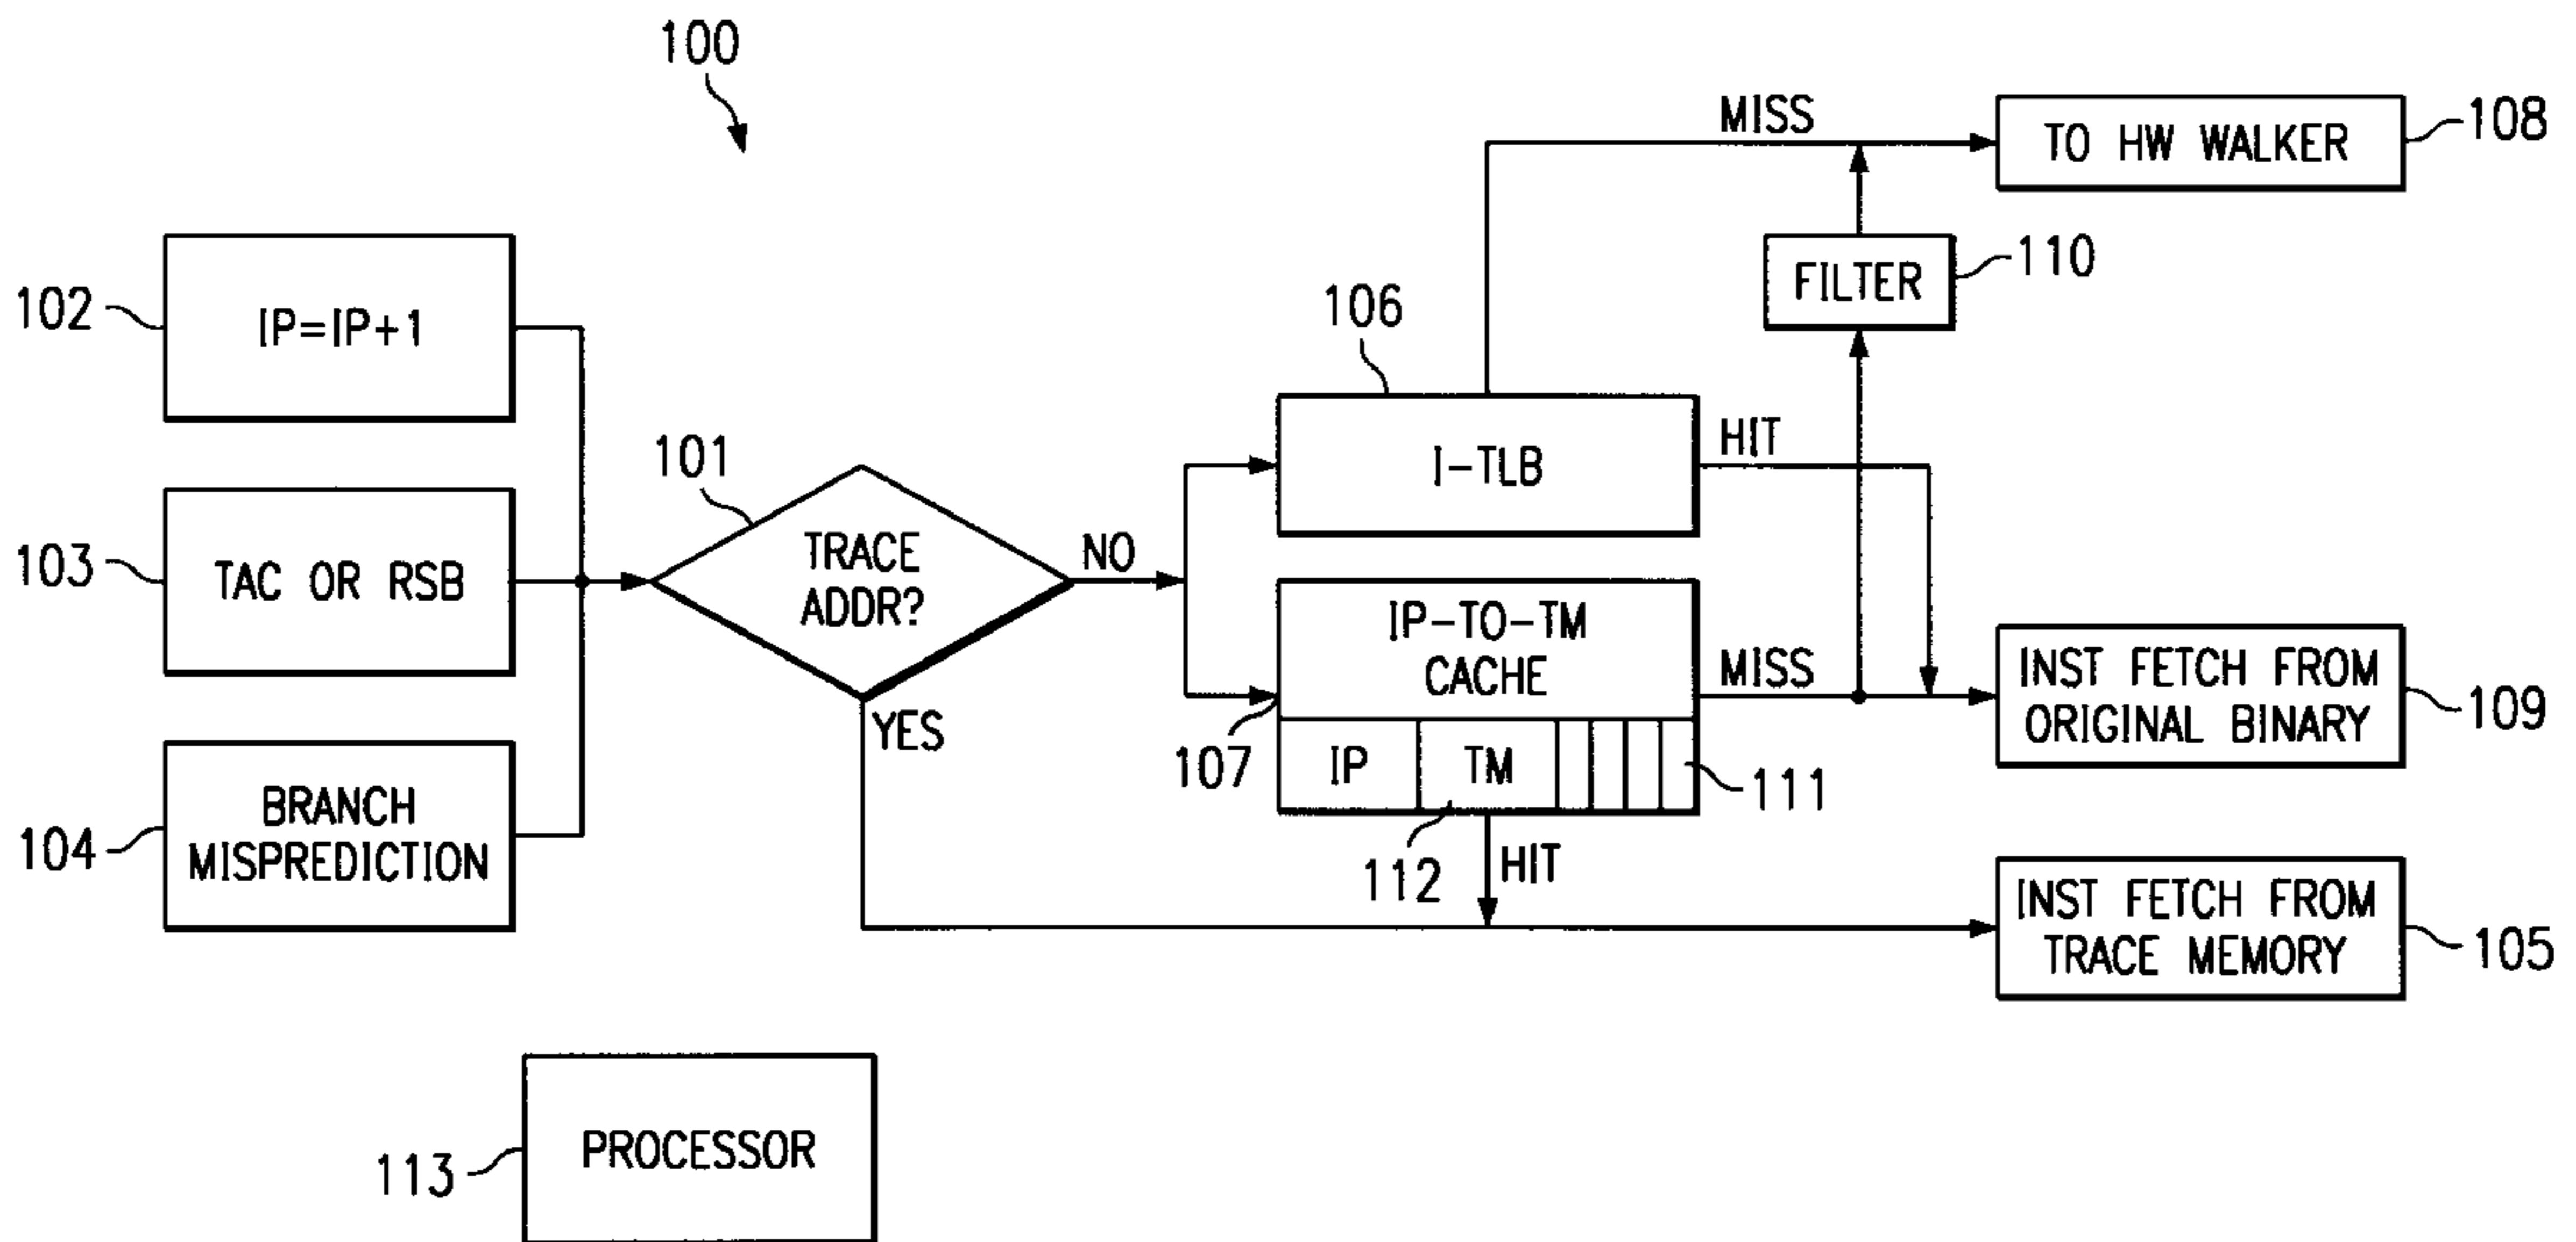 100
MISS
TO HW WALKER
108
102
IP=IP+1
FILTER
110
106
101
HIT
I-TLB
103
TAC OR RSB
TRACE
ADDR?
NO
IP-TO-TM
CACHE
MISS
INST FETCH FROM
ORIGINAL BINARY
109
YES
107
IP
TM
111
104
BRANCH
MISPREDICTION
112
HIT
INST FETCH FROM
TRACE MEMORY
105
PROCESSOR
113